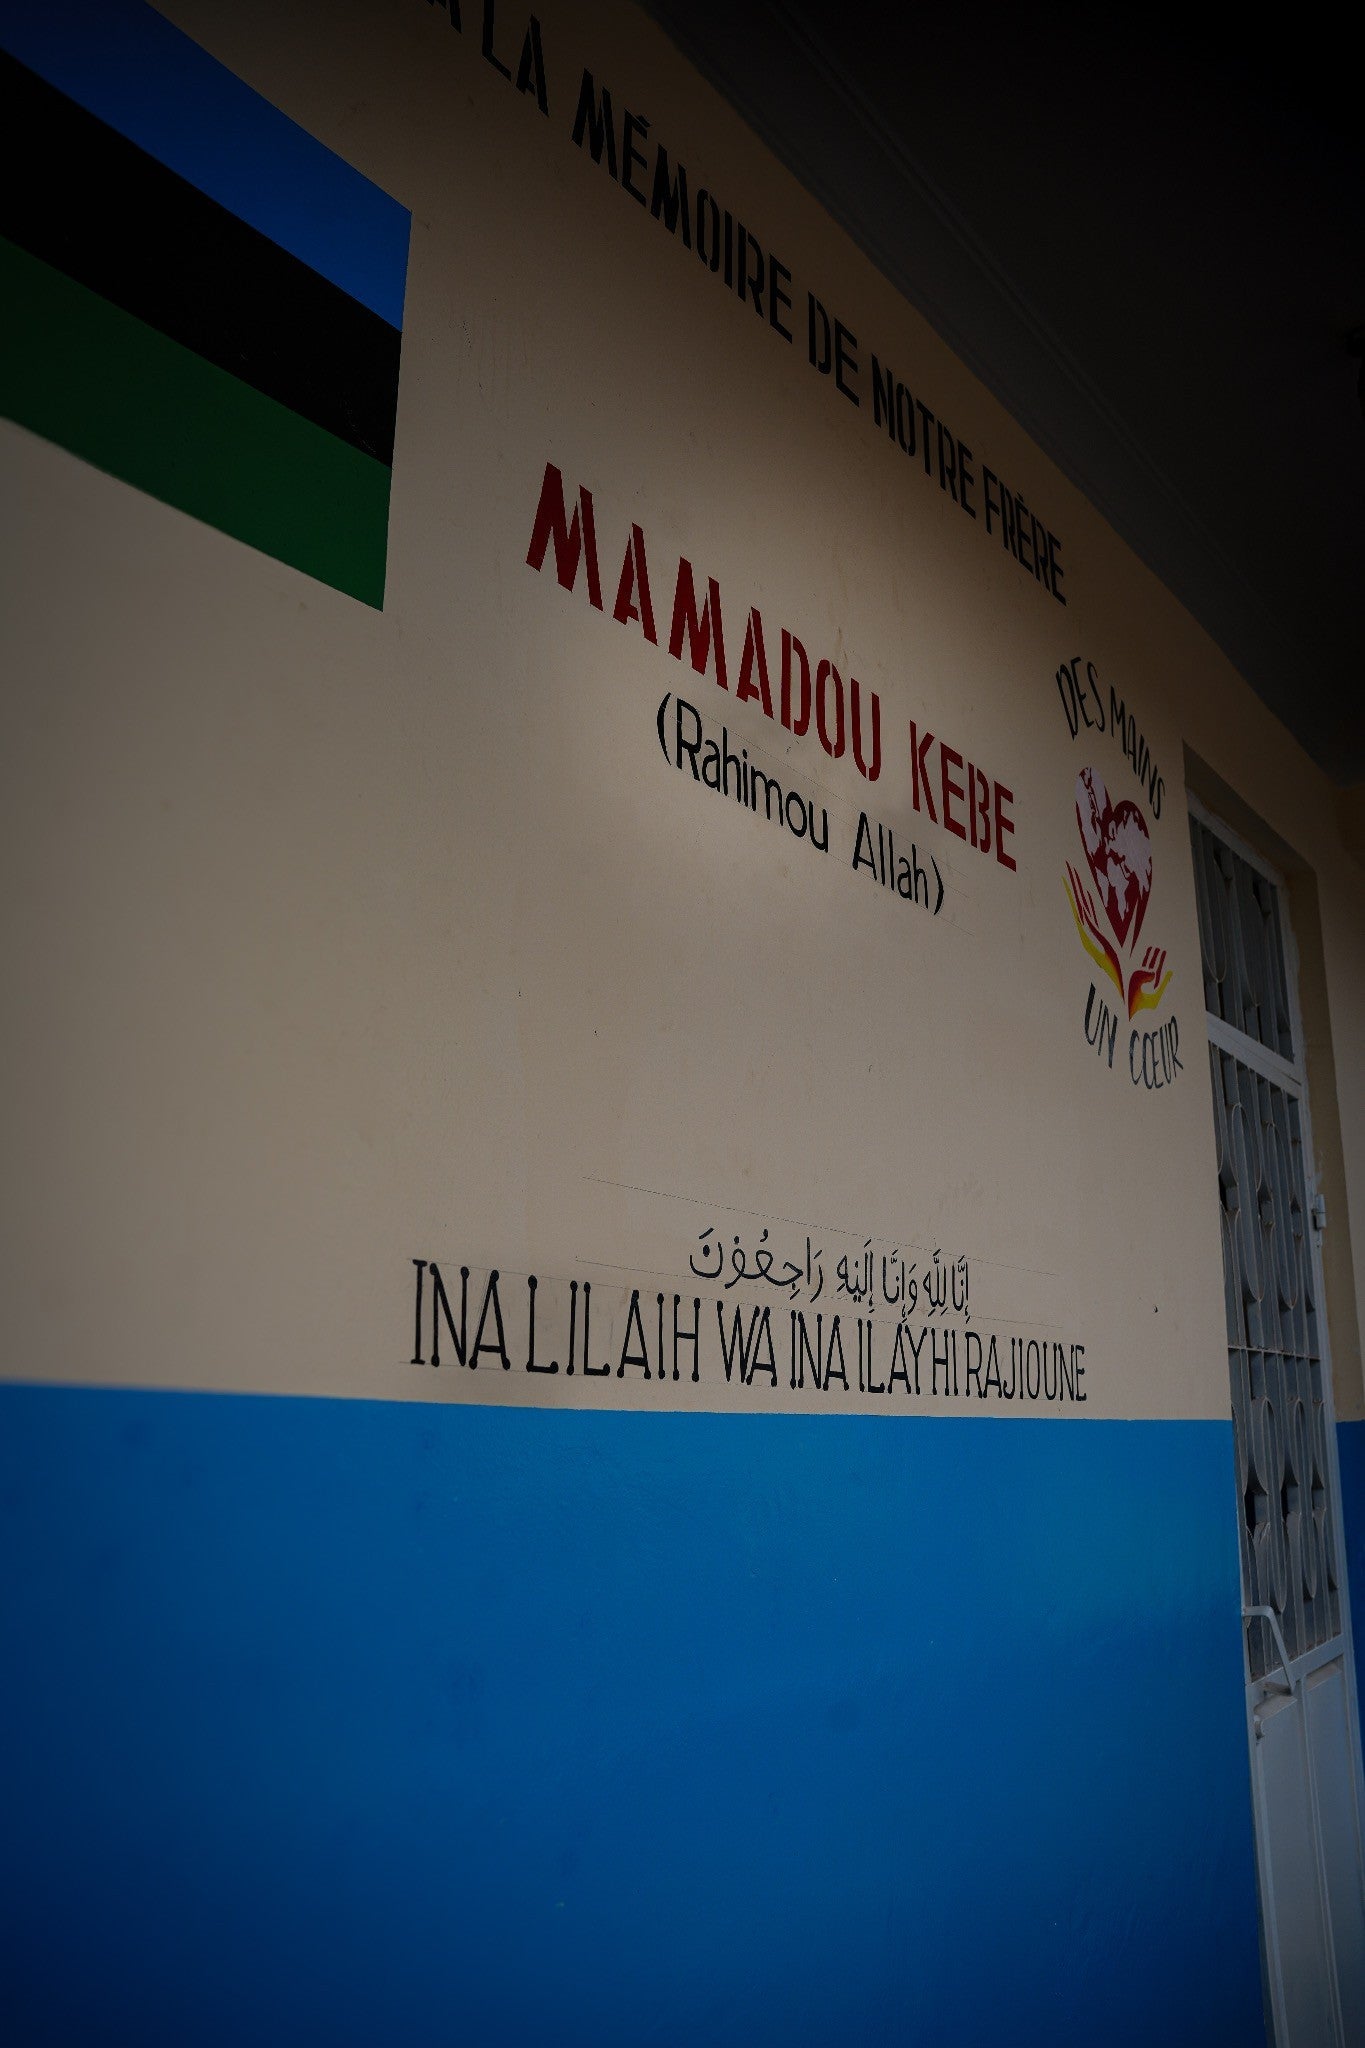 À LA MÉMOIRE DE NOTRE FRÈRE
MAMADOU KEBE
(Rahimou Allah)
DES MAINS
UN CŒUR
إِنَّا لِلَّهِ وَإِنَّا إِلَيْهِ رَاجِعُونَ
INA LILAIH WA INA ILAYHI RAJIOUNE